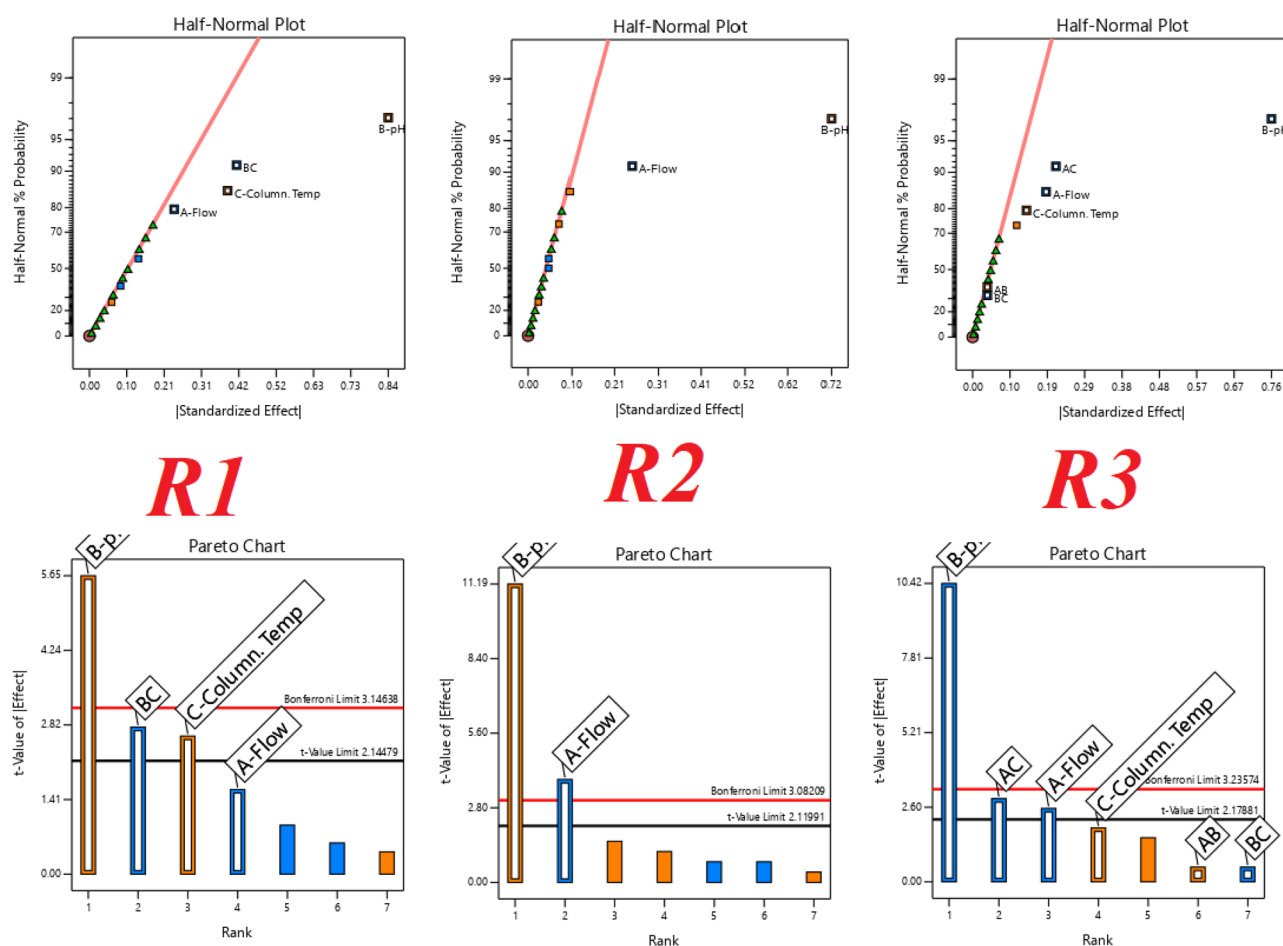 Half-Normal Plot
Half-Normal % Probability
99
95
90
80
70
50
20
0
B-pH
BC
C-Column. Temp
A-Flow
0.00 0.10 0.21 0.31 0.42 0.52 0.63 0.73 0.84
|Standardized Effect|
Half-Normal Plot
Half-Normal % Probability
99
95
90
80
70
50
20
0
B-pH
A-Flow
0.00 0.10 0.21 0.31 0.41 0.52 0.62 0.72
|Standardized Effect|
Half-Normal Plot
Half-Normal % Probability
99
95
90
80
70
50
20
0
B-pH
AC
A-Flow
C-Column. Temp
AB
BC
0.00 0.10 0.19 0.29 0.38 0.48 0.57 0.67 0.76
|Standardized Effect|
R1
R2
R3
Pareto Chart
t-Value of |Effect|
5.65
4.24
2.82
1.41
0.00
BC
C-Column. Temp
A-Flow
Bonferroni Limit 3.14638
t-Value Limit 2.14479
1 2 3 4 5 6 7
Rank
Pareto Chart
t-Value of |Effect|
11.19
8.40
5.60
2.80
0.00
A-Flow
Bonferroni Limit 3.08209
t-Value Limit 2.11991
1 2 3 4 5 6 7
Rank
Pareto Chart
t-Value of |Effect|
10.42
7.81
5.21
2.60
0.00
AC
A-Flow
C-Column. Temp
AB
BC
Bonferroni Limit 3.23574
t-Value Limit 2.17881
1 2 3 4 5 6 7
Rank